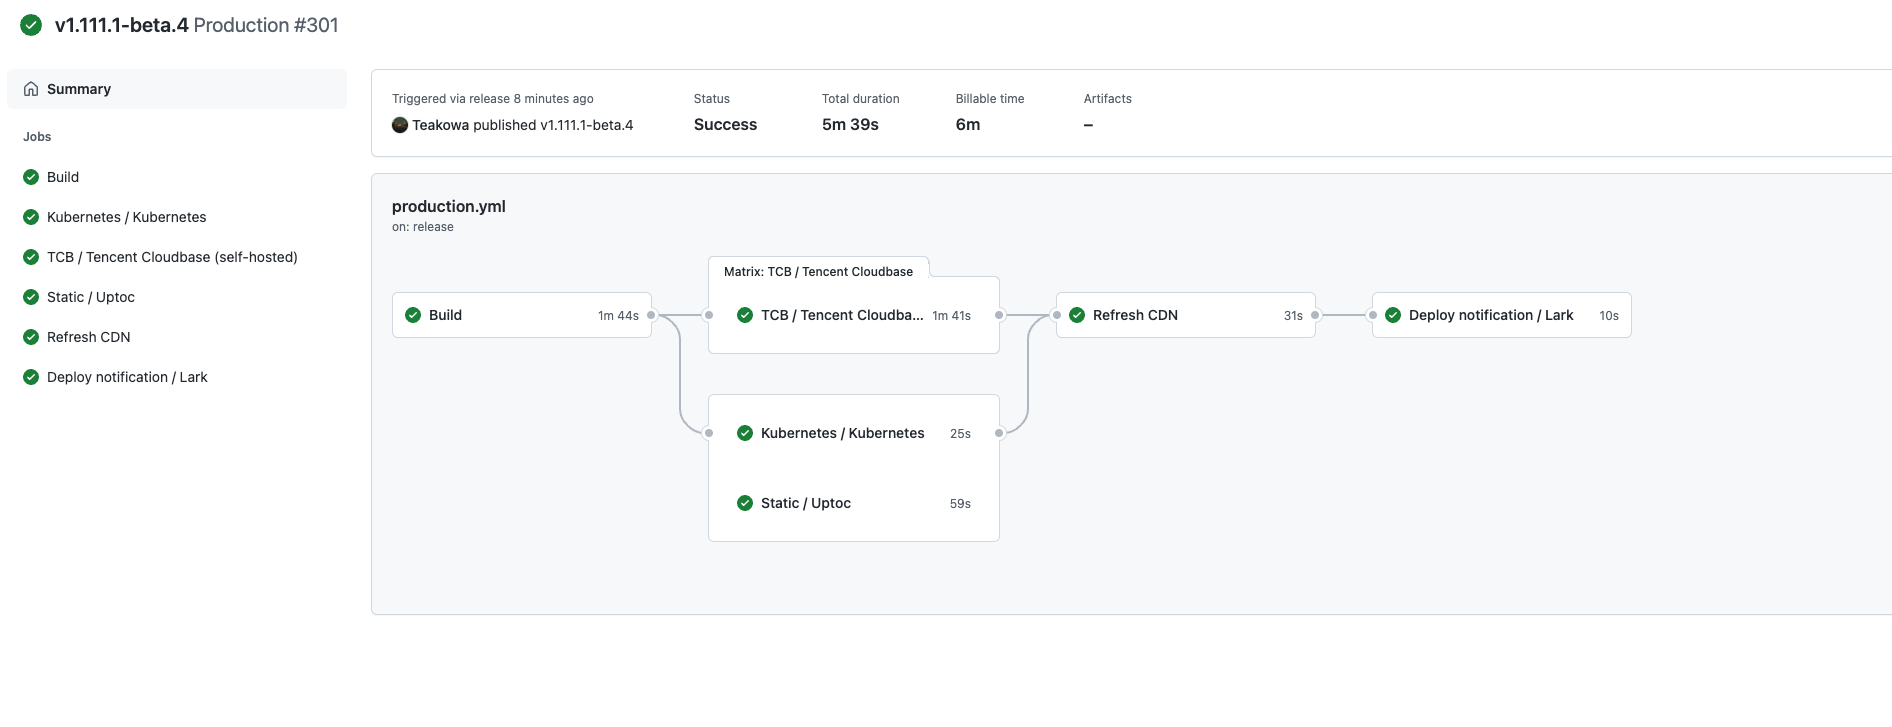 v1.111.1-beta.4 Production #301
Summary
Jobs
Build
Kubernetes / Kubernetes
TCB / Tencent Cloudbase (self-hosted)
Static / Uptoc
Refresh CDN
Deploy notification / Lark
Triggered via release 8 minutes ago
Teakowa published v1.111.1-beta.4
Status
Success
Total duration
5m 39s
Billable time
6m
Artifacts
–
production.yml
on: release
Build 1m 44s
Matrix: TCB / Tencent Cloudbase
TCB / Tencent Cloudba... 1m 41s
Kubernetes / Kubernetes 25s
Static / Uptoc 59s
Refresh CDN 31s
Deploy notification / Lark 10s